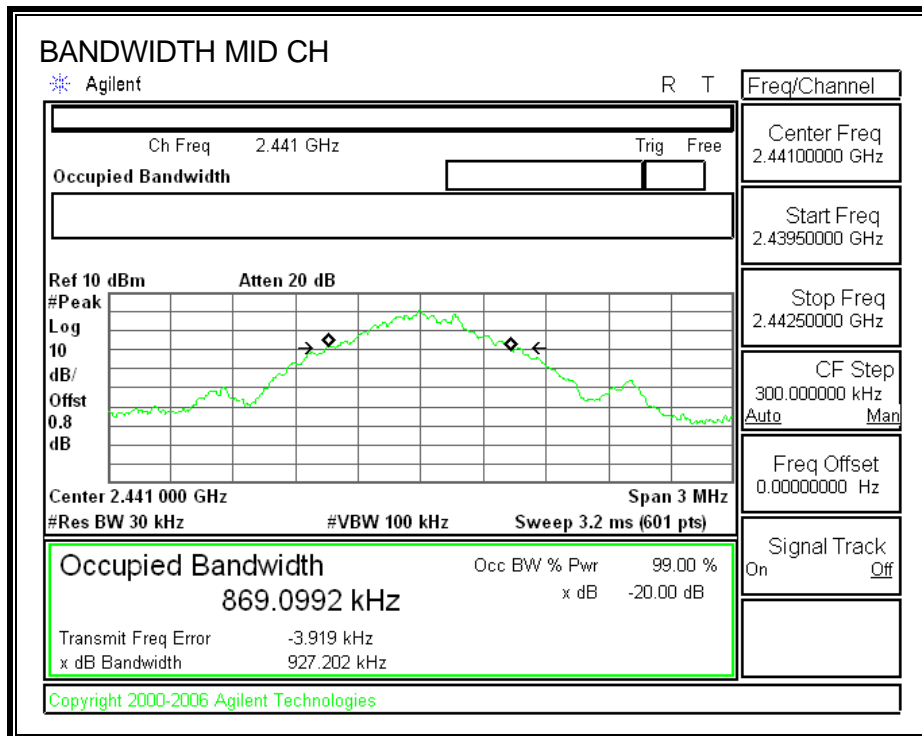 BANDWIDTH MID CH
Agilent R T
Ch Freq 2.441 GHz Trig Free
Occupied Bandwidth
Ref 10 dBm Atten 20 dB
#Peak
Log
10
dB/
Offst
0.8
dB
Center 2.441 000 GHz Span 3 MHz
#Res BW 30 kHz #VBW 100 kHz Sweep 3.2 ms (601 pts)
Occupied Bandwidth Occ BW % Pwr 99.00 %
869.0992 kHz x dB -20.00 dB
Transmit Freq Error -3.919 kHz
x dB Bandwidth 927.202 kHz
Copyright 2000-2006 Agilent Technologies
Freq/Channel
Center Freq
2.44100000 GHz
Start Freq
2.43950000 GHz
Stop Freq
2.44250000 GHz
CF Step
300.000000 kHz
Auto Man
Freq Offset
0.00000000 Hz
Signal Track
On Off